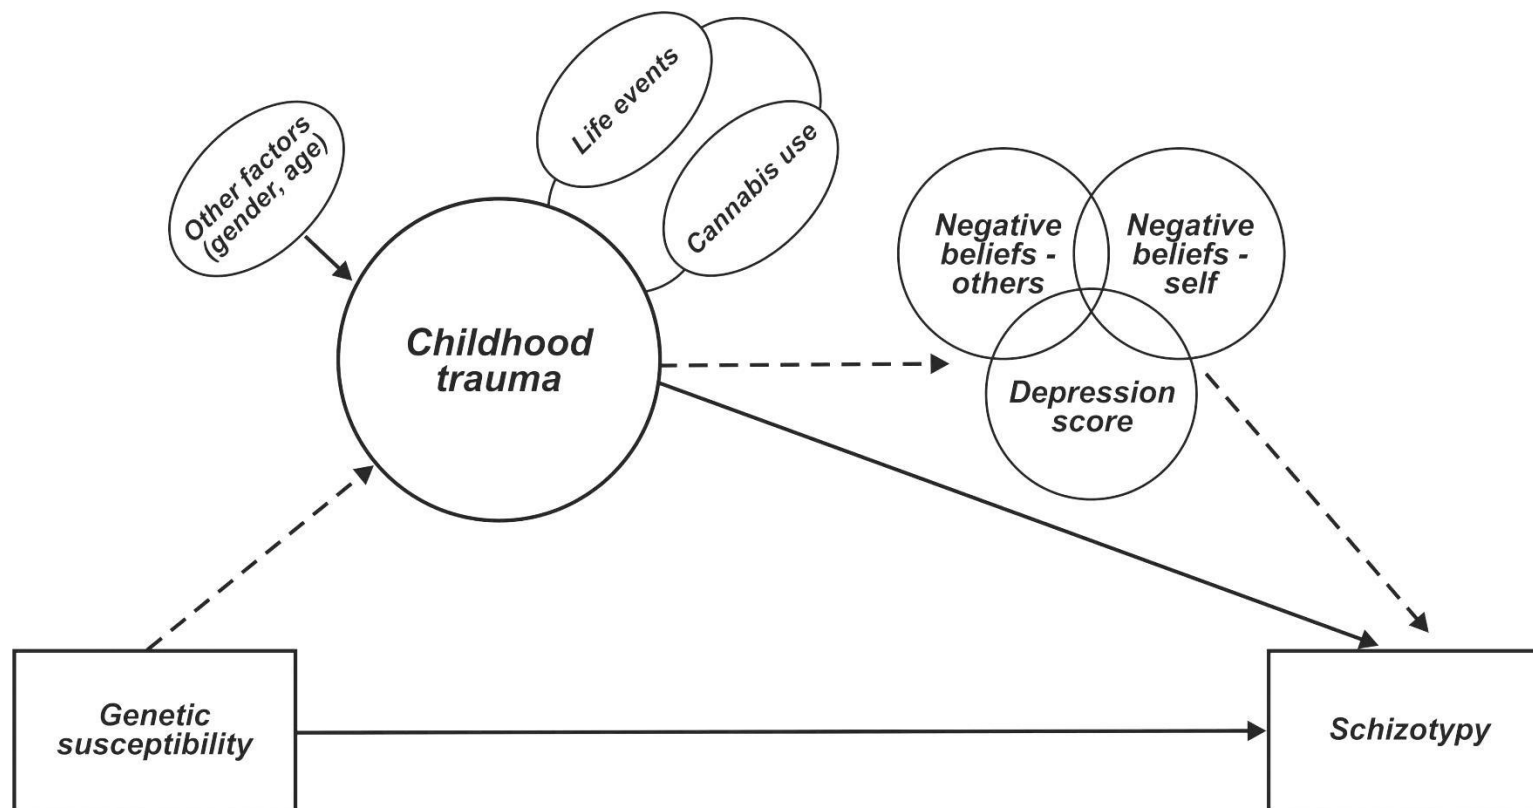 Life events
Cannabis use
Other factors
(gender, age)
Negative
beliefs -
others
Negative
beliefs -
self
Childhood
trauma
Depression
score
Genetic
susceptibility
Schizotypy